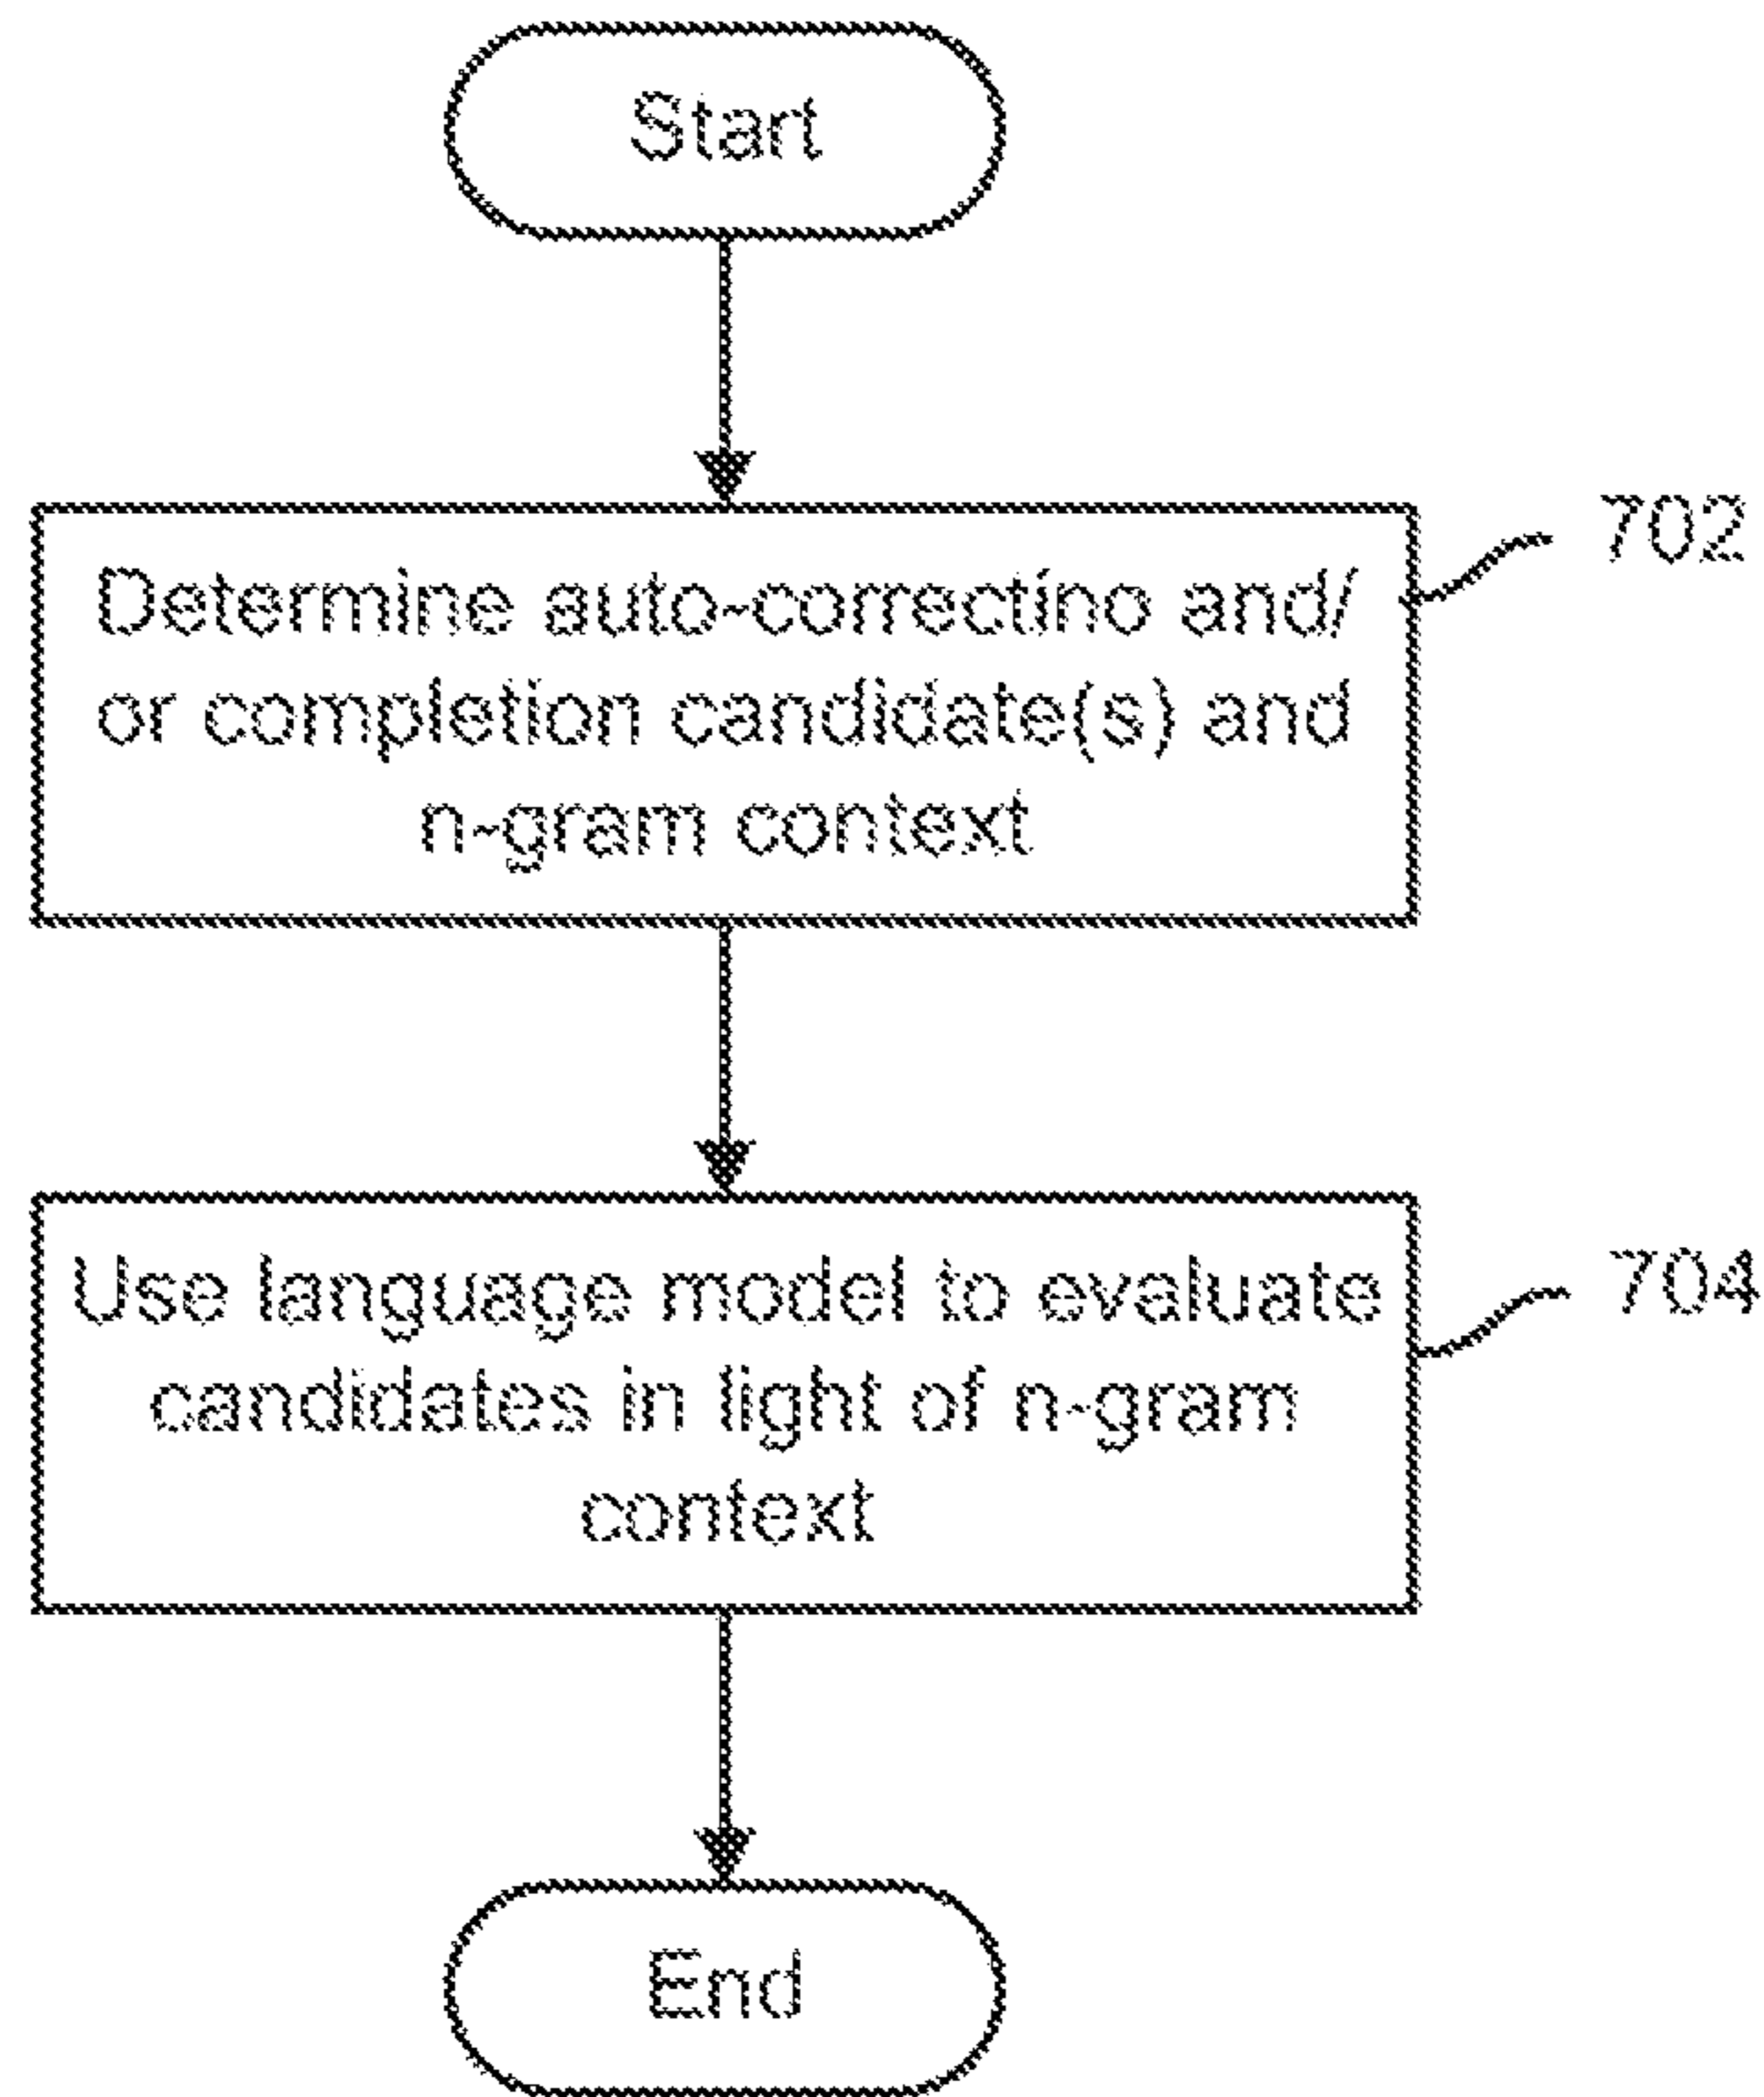 Start
702
Determine auto-correctino and/
or completion candidate(s) and
n-gram context
704
Use language model to evaluate
candidates in light of n-gram
context
End